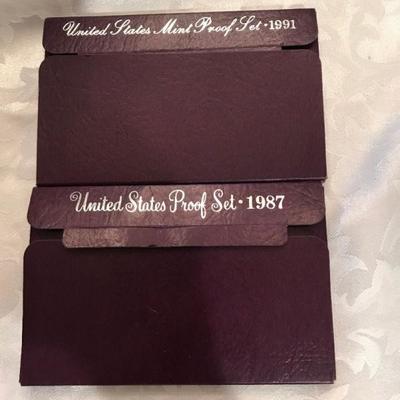 United States Mint Proof Set • 1991
United States Proof Set • 1987